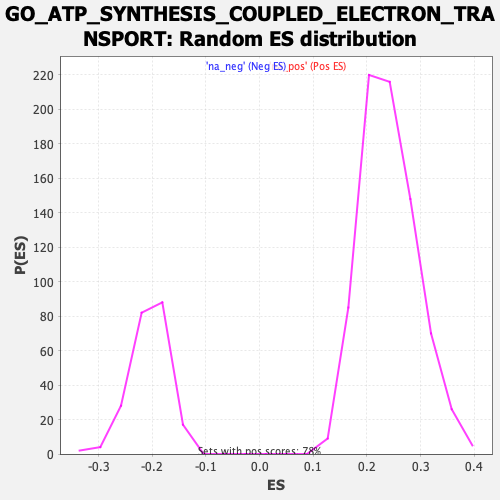 GO_ATP_SYNTHESIS_COUPLED_ELECTRON_TRA
NSPORT: Random ES distribution
'na_neg' (Neg ES) pos' (Pos ES)
220
200
180
160
140
120
100
80
60
40
20
0
P(ES)
Sets with pos scores: 78%
-0.3 -0.2 -0.1 0.0 0.1 0.2 0.3 0.4
ES